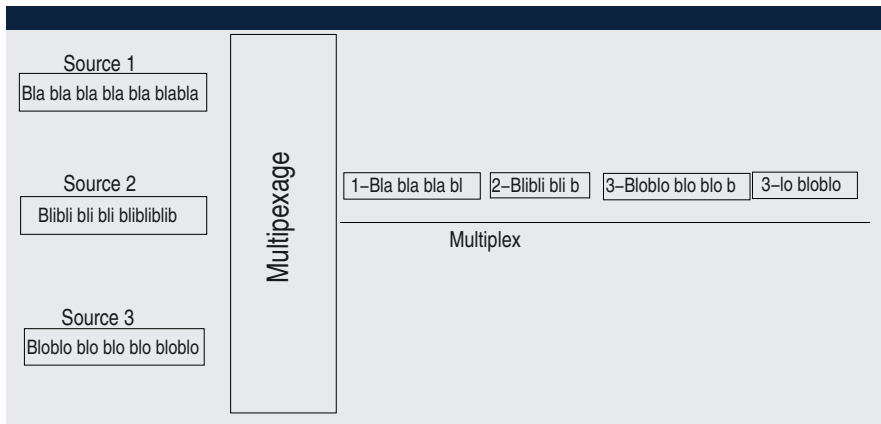 Source 1
Bla bla bla bla bla blabla
Source 2
Blibli bli bli blibliblib
Source 3
Bloblo blo blo blo bloblo
Multipexage
1–Bla bla bla bl
2–Blibli bli b
3–Bloblo blo blo b
3–lo bloblo
Multiplex